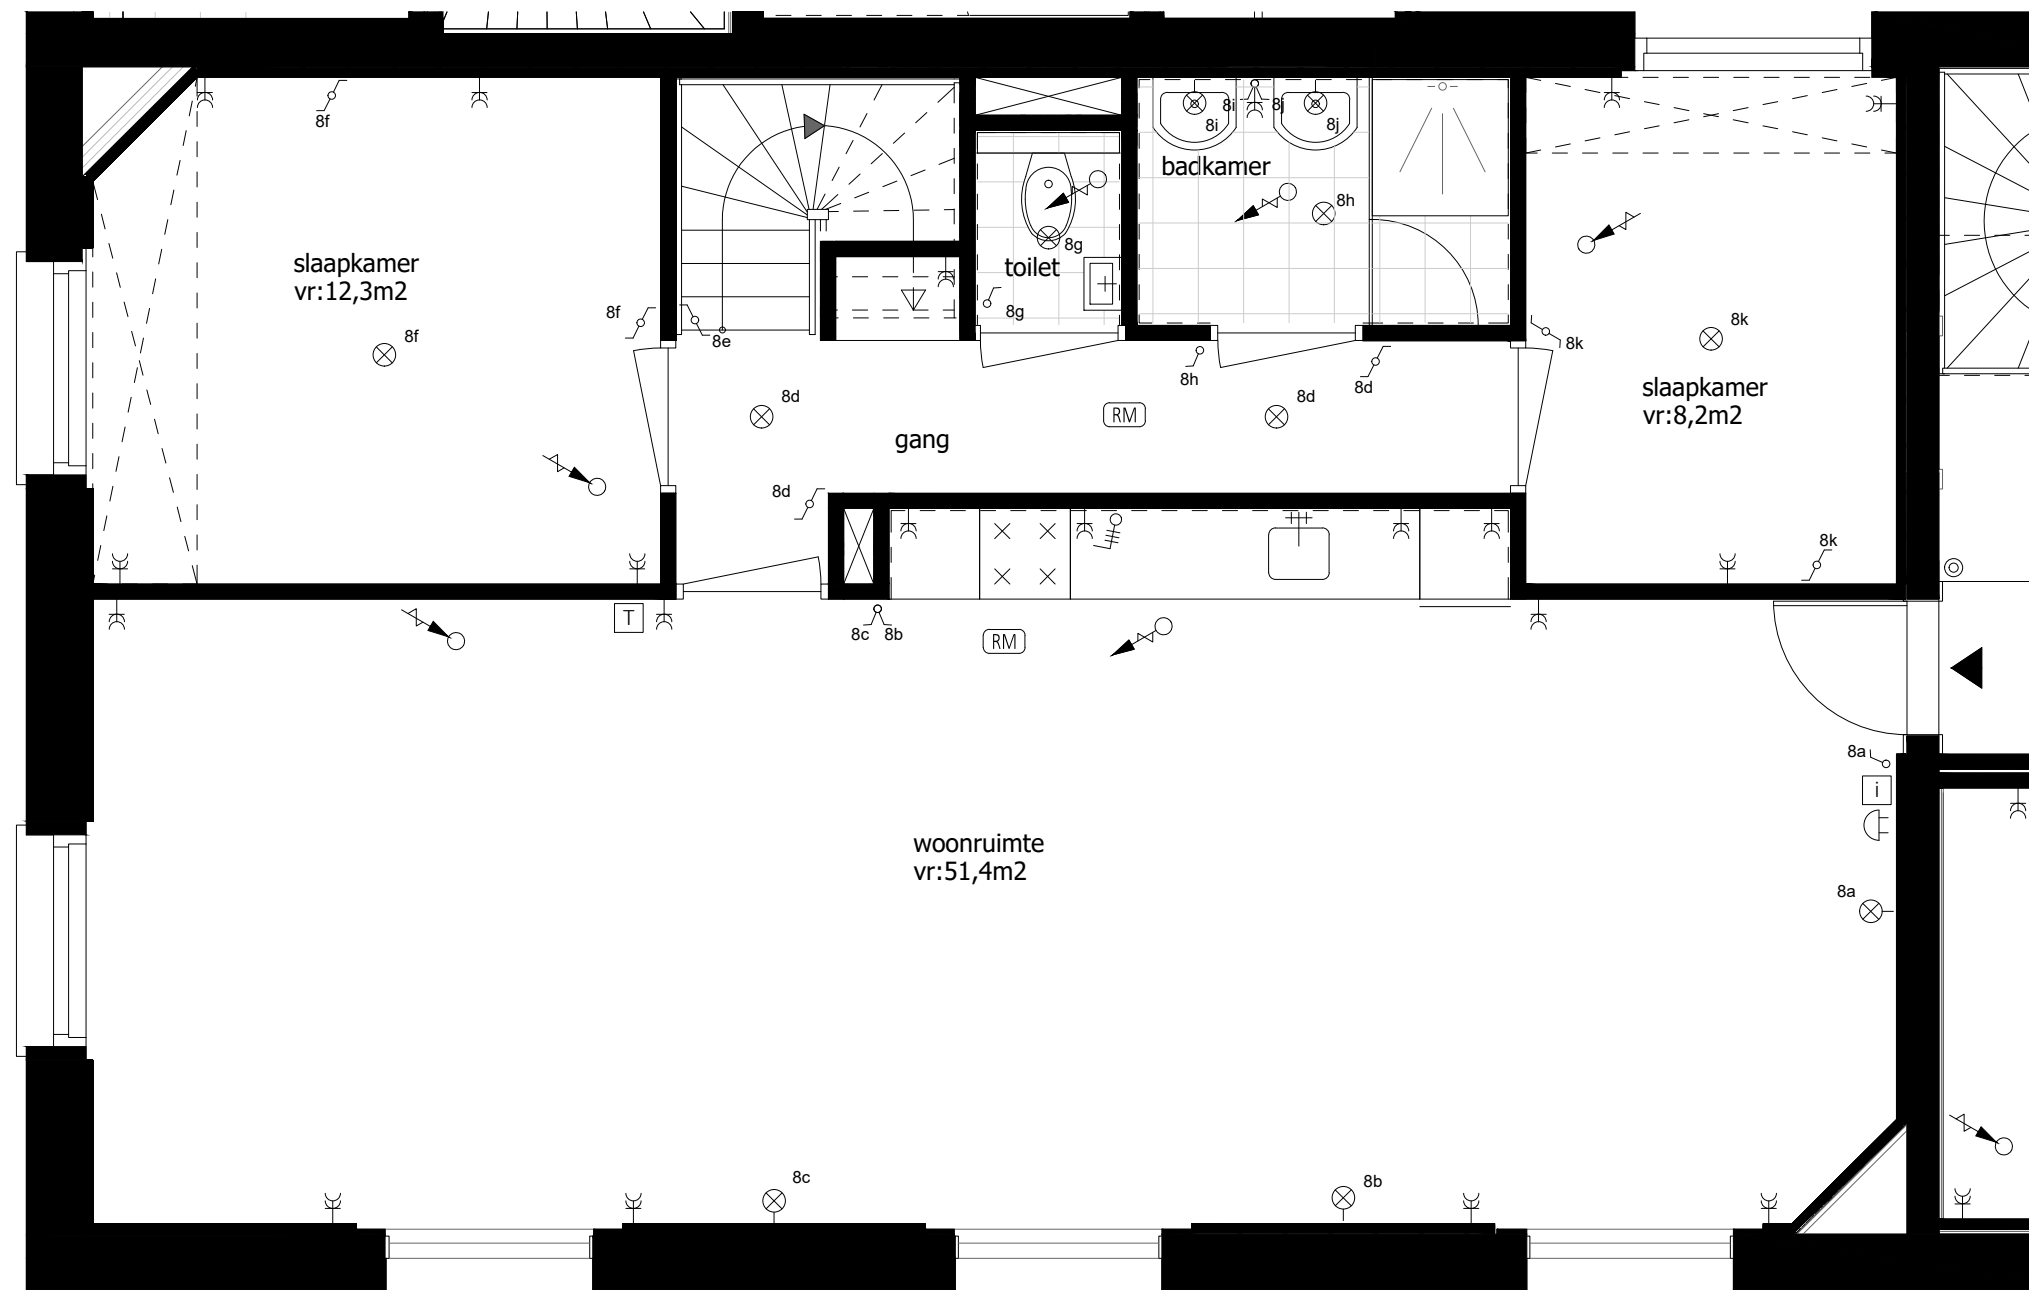 8f
8i
8j
8i
8j
badkamer
8h
8g
toilet
8g
slaapkamer
vr:12,3m2
8f
8f
8e
8k
8k
8h
8d
slaapkamer
vr:8,2m2
8d
RM
8d
gang
8d
8k
T
8c
8b
RM
8a
i
woonruimte
vr:51,4m2
8a
8c
8b